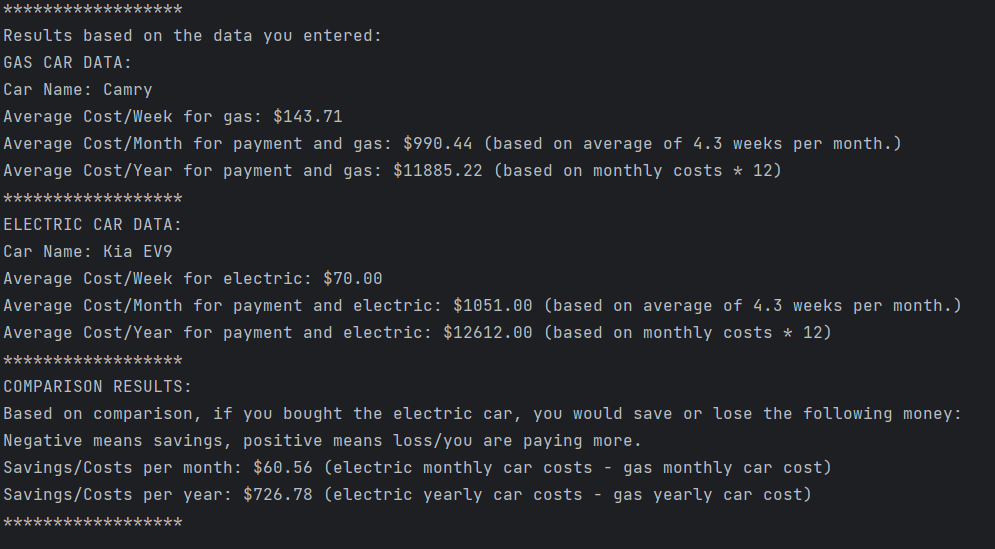 ******************
Results based on the data you entered:
GAS CAR DATA:
Car Name: Camry
Average Cost/Week for gas: $143.71
Average Cost/Month for payment and gas: $990.44 (based on average of 4.3 weeks per month.)
Average Cost/Year for payment and gas: $11885.22 (based on monthly costs * 12)
******************
ELECTRIC CAR DATA:
Car Name: Kia EV9
Average Cost/Week for electric: $70.00
Average Cost/Month for payment and electric: $1051.00 (based on average of 4.3 weeks per month.)
Average Cost/Year for payment and electric: $12612.00 (based on monthly costs * 12)
******************
COMPARISON RESULTS:
Based on comparison, if you bought the electric car, you would save or lose the following money:
Negative means savings, positive means loss/you are paying more.
Savings/Costs per month: $60.56 (electric monthly car costs - gas monthly car cost)
Savings/Costs per year: $726.78 (electric yearly car costs - gas yearly car cost)
******************